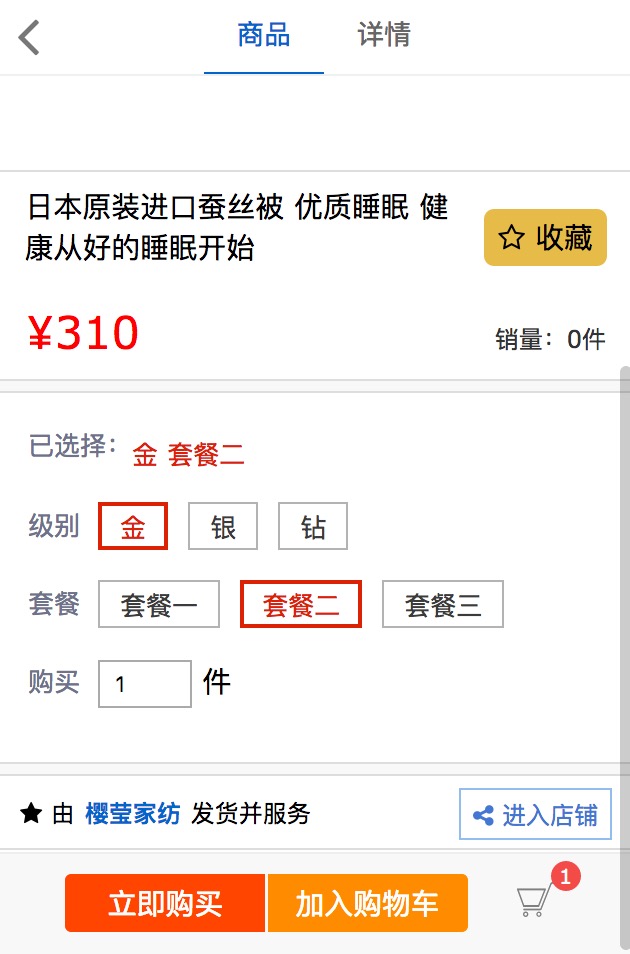 商品 详情
日本原装进口蚕丝被 优质睡眠 健
康从好的睡眠开始
收藏
¥310
销量：0件
已选择：金 套餐二
级别 金 银 钻
套餐 套餐一 套餐二 套餐三
购买 1 件
由 樱莹家纺 发货并服务 进入店铺
立即购买 加入购物车 1